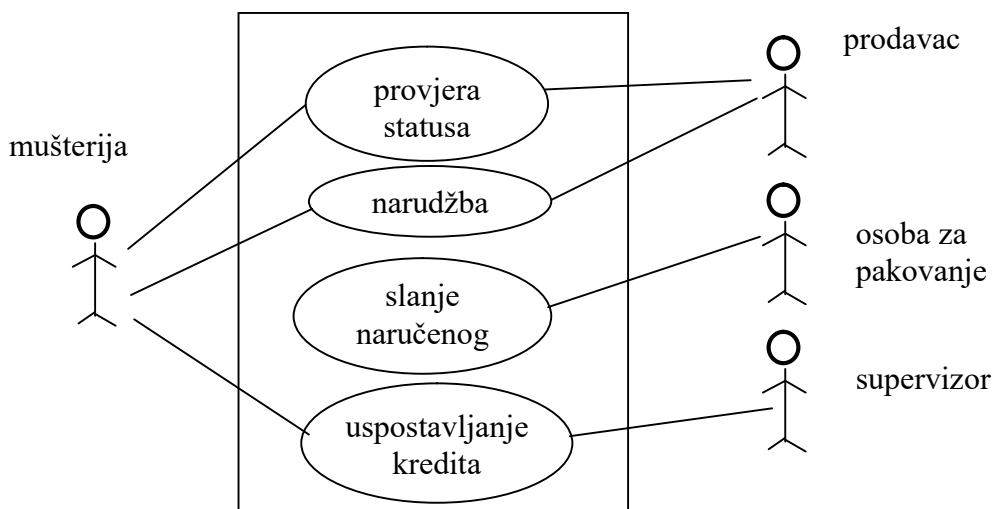 prodavac
provjera
statusa
mušterija
narudžba
osoba za
pakovanje
slanje
naručenog
supervizor
uspostavljanje
kredita